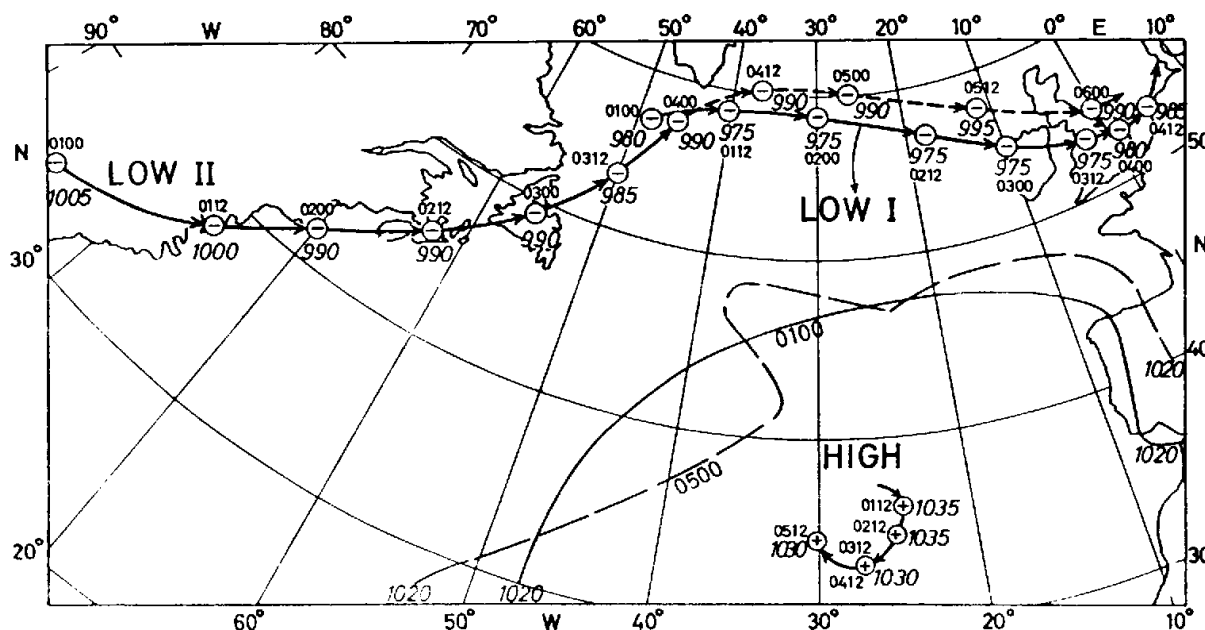 90° W 80° 70° 60° 50° 40° 30° 20° 10° 0° E 10°
0412 0500 0512 0600
0100 0400 990 990 995 990 985
980 990 975 975 975 980 0412
N 0100 0312 0112 0200 0212 975 975 0400 50°
LOW II 985 0300 0312
1005 0112 0200 0212 0300 LOW I
1000 990 990 990
30° N
0100
1020 40°
HIGH 1020
0500
0112 1035
0512 0212 1035
1030 0312
20° 0412 1030 30°
1020 1020
60° 50° W 40° 30° 20° 10°